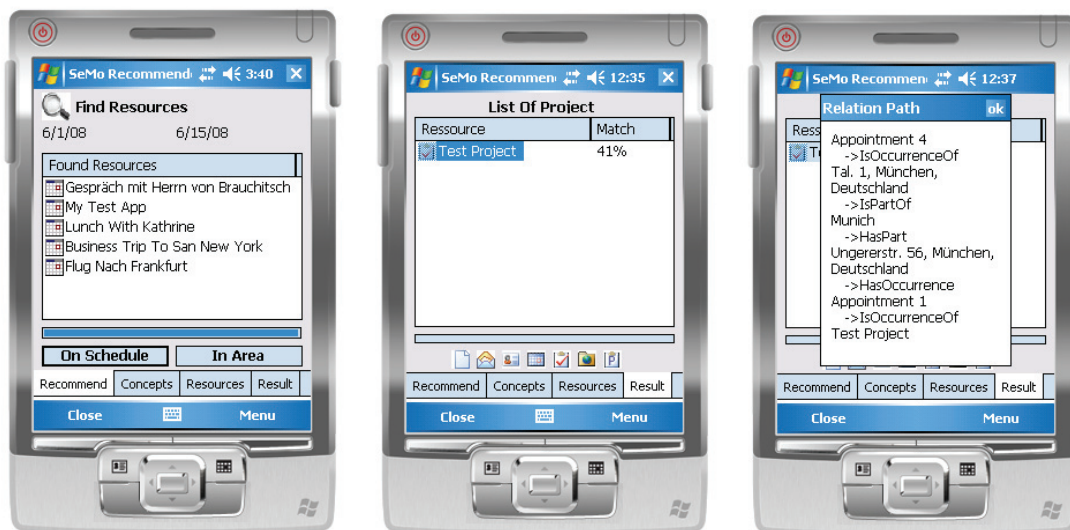 SeMo Recommend 3:40
Find Resources
6/1/08 6/15/08
Found Resources
Gespräch mit Herrn von Brauchitsch
My Test App
Lunch With Kathrine
Business Trip To San New York
Flug Nach Frankfurt
On Schedule In Area
Recommend Concepts Resources Result
Close Menu
SeMo Recommen 12:35
List Of Project
Ressource Match
Test Project 41%
P
Recommend Concepts Resources Result
Close Menu
SeMo Recommen 12:37
Relation Path ok
Ress
Appointment 4
->IsOccurrenceOf
Tal. 1, München,
Deutschland
->IsPartOf
Munich
->HasPart
Ungererstr. 56, München,
Deutschland
->HasOccurrence
Appointment 1
->IsOccurrenceOf
Test Project
Recommend Concepts Resources Result
Close Menu